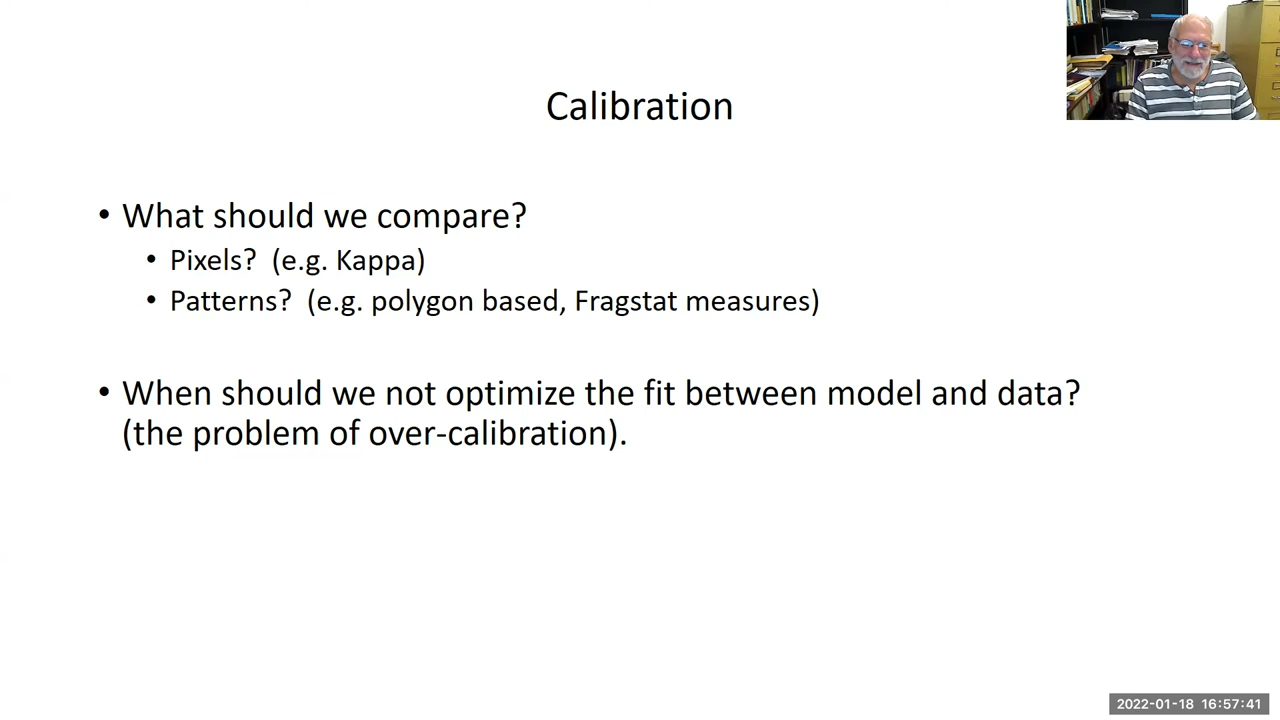 Calibration
• What should we compare?
• Pixels?  (e.g. Kappa)
• Patterns?  (e.g. polygon based, Fragstat measures)
• When should we not optimize the fit between model and data?
(the problem of over-calibration).
2022-01-18  16:57:41